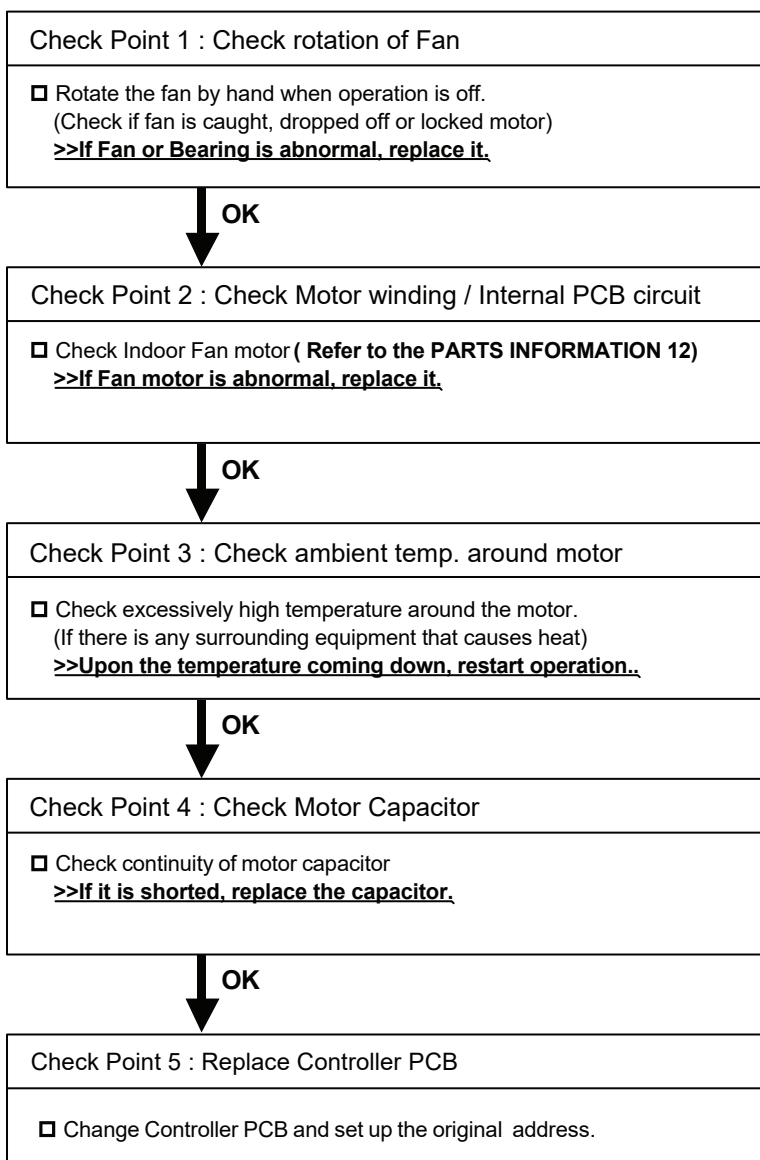 Check Point 1 : Check rotation of Fan
Rotate the fan by hand when operation is off.
(Check if fan is caught, dropped off or locked motor)
>>If Fan or Bearing is abnormal, replace it.
OK
Check Point 2 : Check Motor winding / Internal PCB circuit
Check Indoor Fan motor ( Refer to the PARTS INFORMATION 12)
>>If Fan motor is abnormal, replace it.
OK
Check Point 3 : Check ambient temp. around motor
Check excessively high temperature around the motor.
(If there is any surrounding equipment that causes heat)
>>Upon the temperature coming down, restart operation..
OK
Check Point 4 : Check Motor Capacitor
Check continuity of motor capacitor
>>If it is shorted, replace the capacitor.
OK
Check Point 5 : Replace Controller PCB
Change Controller PCB and set up the original address.